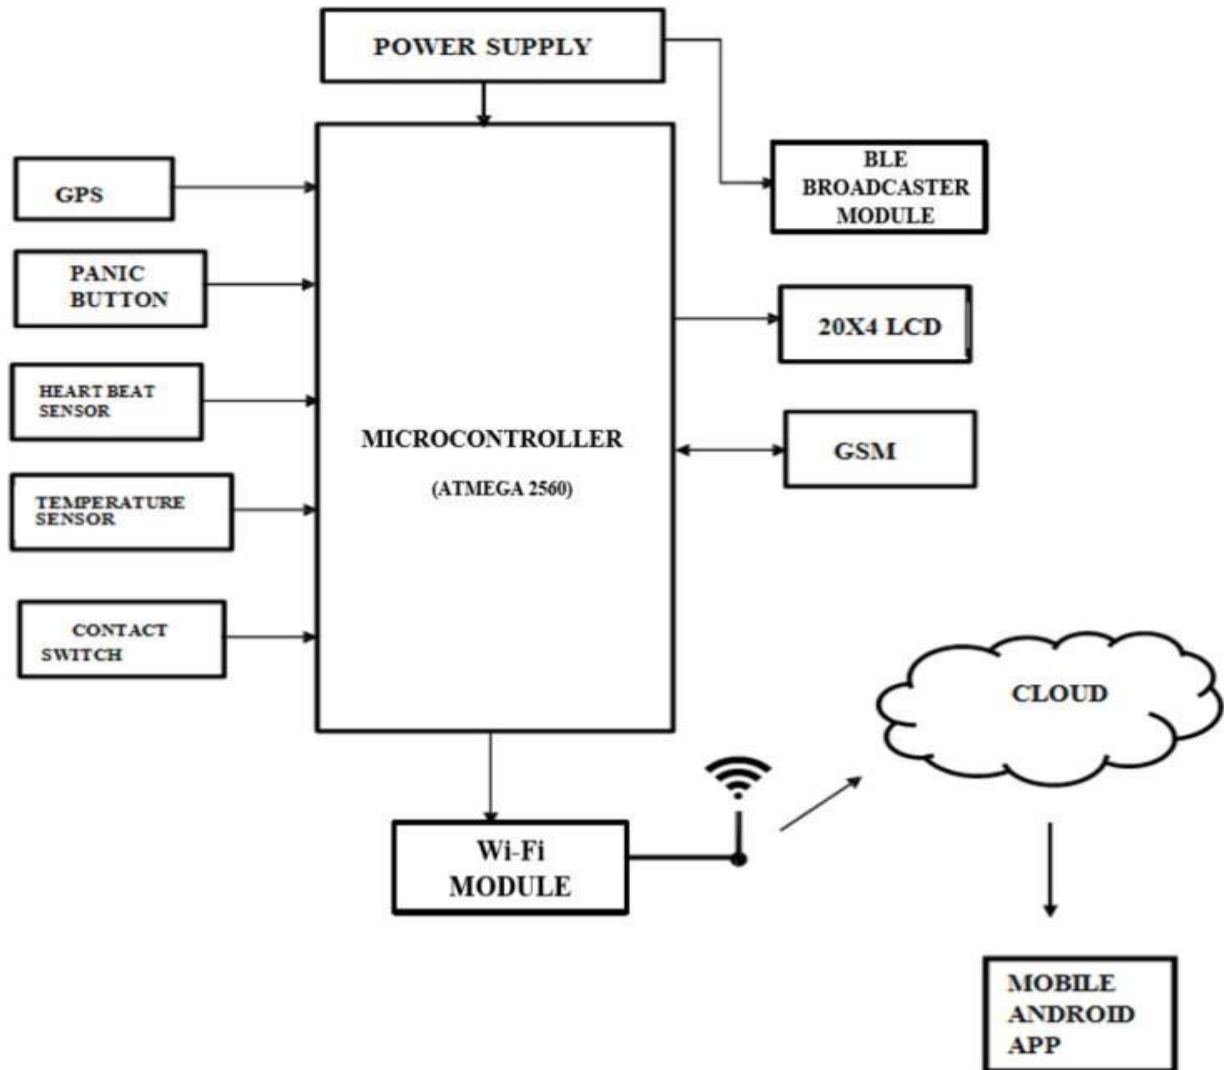 POWER SUPPLY
BLE
BROADCASTER
MODULE
GPS
PANIC
BUTTON
20X4 LCD
HEART BEAT
SENSOR
MICROCONTROLLER
(ATMEGA 2560)
GSM
TEMPERATURE
SENSOR
CONTACT
SWITCH
CLOUD
Wi-Fi
MODULE
MOBILE
ANDROID
APP